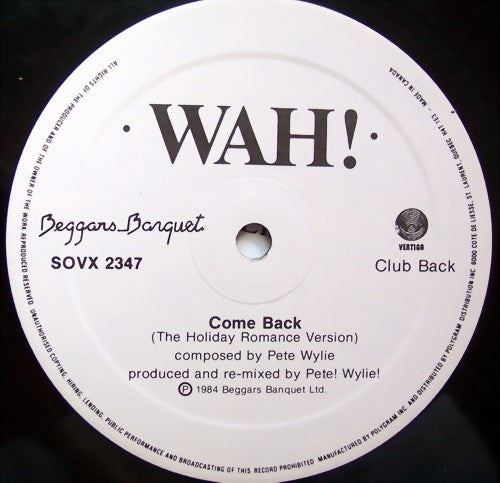 · WAH! ·
Beggars Banquet
SOVX 2347
VERTIGO
Club Back
Come Back
(The Holiday Romance Version)
composed by Pete Wylie
produced and re-mixed by Pete! Wylie!
Ⓟ 1984 Beggars Banquet Ltd.
ALL RIGHTS OF THE PRODUCER AND OF THE OWNER OF THE WORK REPRODUCED RESERVED. UNAUTHORISED COPYING, HIRING, LENDING, PUBLIC PERFORMANCE AND BROADCASTING OF THIS RECORD PROHIBITED. MANUFACTURED BY POLYGRAM INC. AND DISTRIBUTED BY POLYGRAM DISTRIBUTION INC. 6000 COTE DE LIESSE, ST. LAURENT, QUEBEC H4T 1E3 - MADE IN CANADA